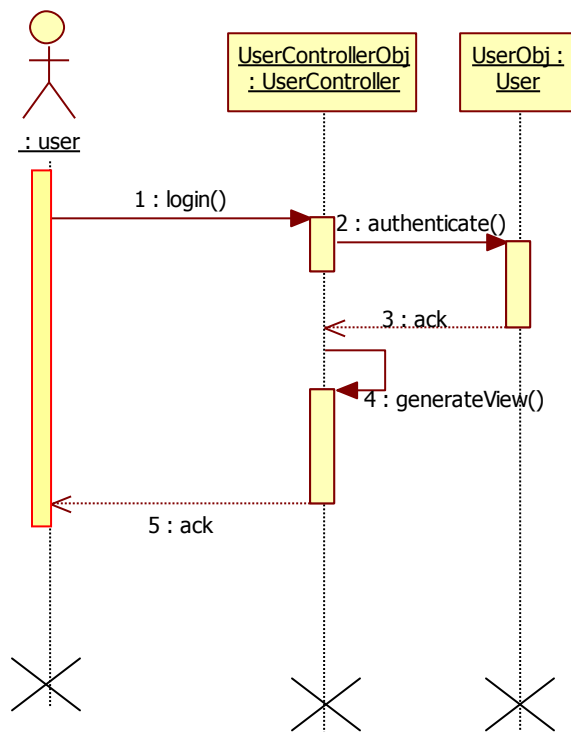 UserControllerObj
: UserController
UserObj :
User
: user
1 : login()
2 : authenticate()
3 : ack
4 : generateView()
5 : ack